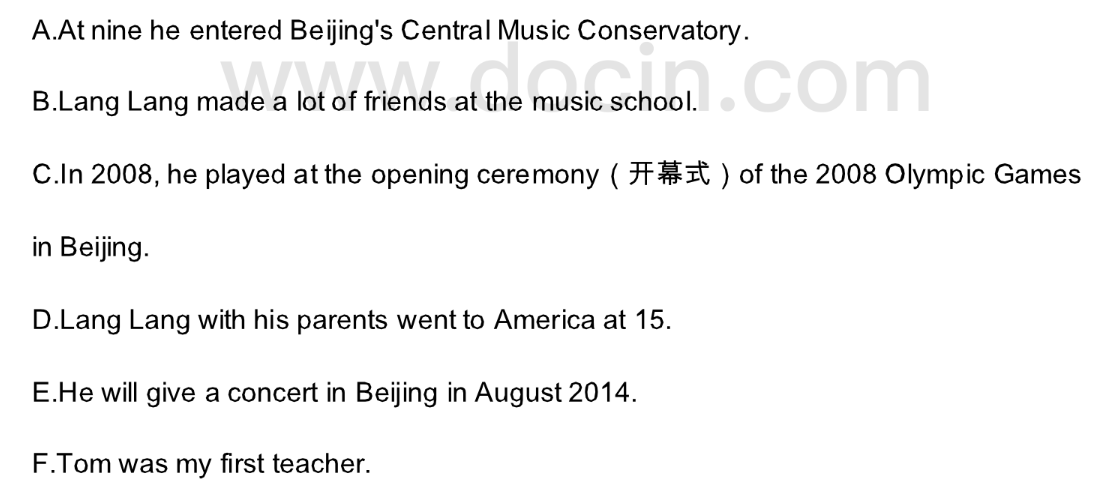 A.At nine he entered Beijing's Central Music Conservatory.
www.docin.com
B.Lang Lang made a lot of friends at the music school.
C.In 2008, he played at the opening ceremony（开幕式）of the 2008 Olympic Games
in Beijing.
D.Lang Lang with his parents went to America at 15.
E.He will give a concert in Beijing in August 2014.
F.Tom was my first teacher.